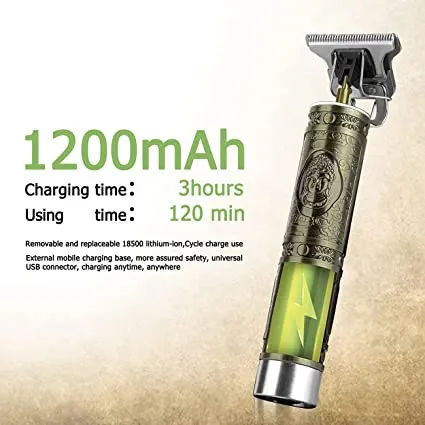 1200mAh
Charging time: 3hours
Using time: 120 min
Removable and replaceable 18500 lithium-ion,Cycle charge use
External mobile charging base, more assured safety, universal
USB connector, charging anytime, anywhere